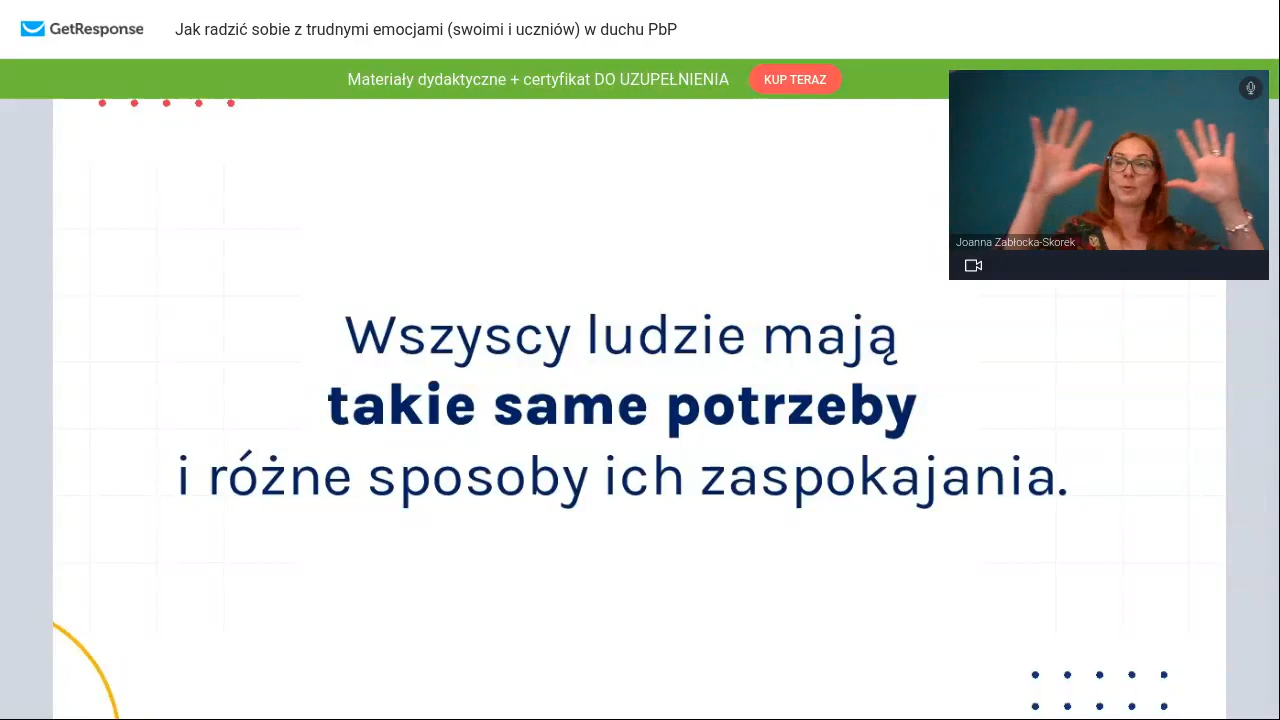 GetResponse
Jak radzić sobie z trudnymi emocjami (swoimi i uczniów) w duchu PbP
Materiały dydaktyczne + certyfikat DO UZUPEŁNIENIA
KUP TERAZ
Joanna Zabłocka-Skorek
Wszyscy ludzie mają
takie same potrzeby
i różne sposoby ich zaspokajania.